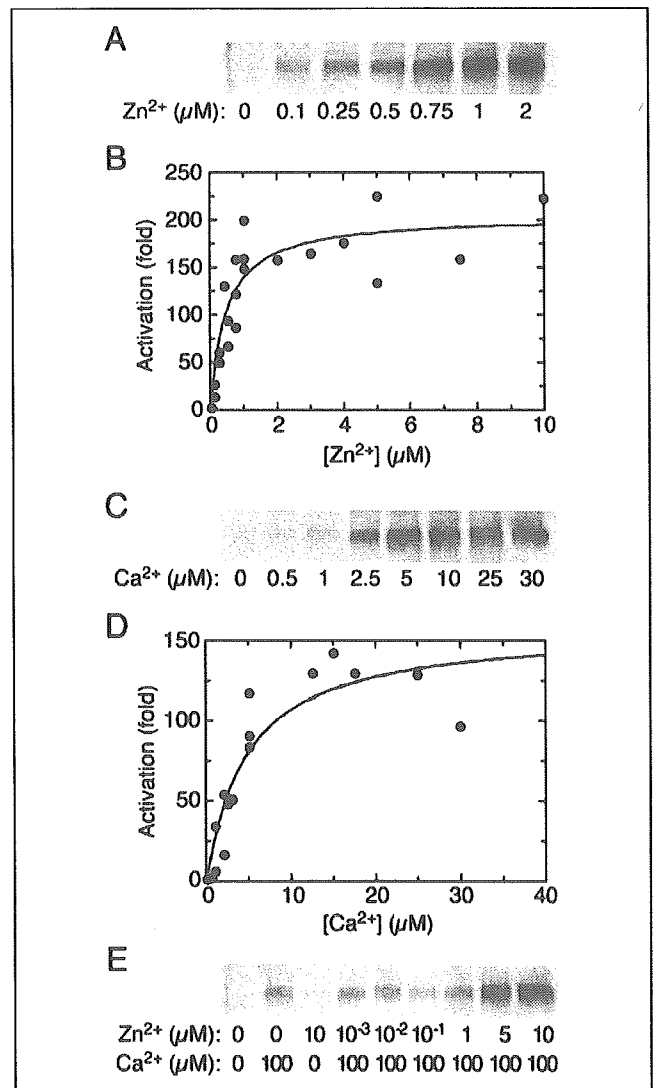 A
Zn²⁺ (µM): 0 0.1 0.25 0.5 0.75 1 2
B
250
200
150
100
50
0
Activation (fold)
0 2 4 6 8 10
[Zn²⁺] (µM)
C
Ca²⁺ (µM): 0 0.5 1 2.5 5 10 25 30
D
150
100
50
0
Activation (fold)
0 10 20 30 40
[Ca²⁺] (µM)
E
Zn²⁺ (µM): 0 0 10 10⁻³ 10⁻² 10⁻¹ 1 5 10
Ca²⁺ (µM): 0 100 0 100 100 100 100 100 100